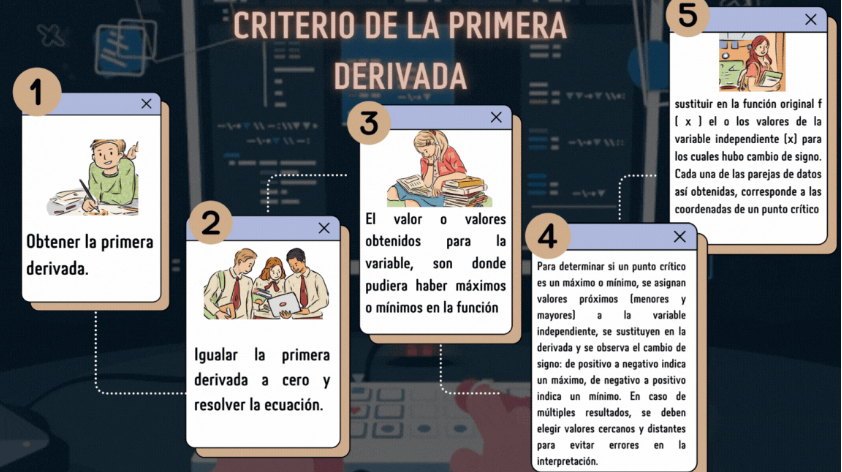 CRITERIO DE LA PRIMERA
DERIVADA
1
Obtener la primera
derivada.
2
Igualar la primera
derivada a cero y
resolver la ecuación.
3
El valor o valores
obtenidos para la
variable, son donde
pudiera haber máximos
o mínimos en la función
4
Para determinar si un punto crítico
es un máximo o mínimo, se asignan
valores próximos (menores y
mayores) a la variable
independiente, se sustituyen en la
derivada y se observa el cambio de
signo: de positivo a negativo indica
un máximo, de negativo a positivo
indica un mínimo. En caso de
múltiples resultados, se deben
elegir valores cercanos y distantes
para evitar errores en la
interpretación.
5
sustituir en la función original f
( x ) el o los valores de la
variable independiente (x) para
los cuales hubo cambio de signo.
Cada una de las parejas de datos
así obtenidas, corresponde a las
coordenadas de un punto crítico